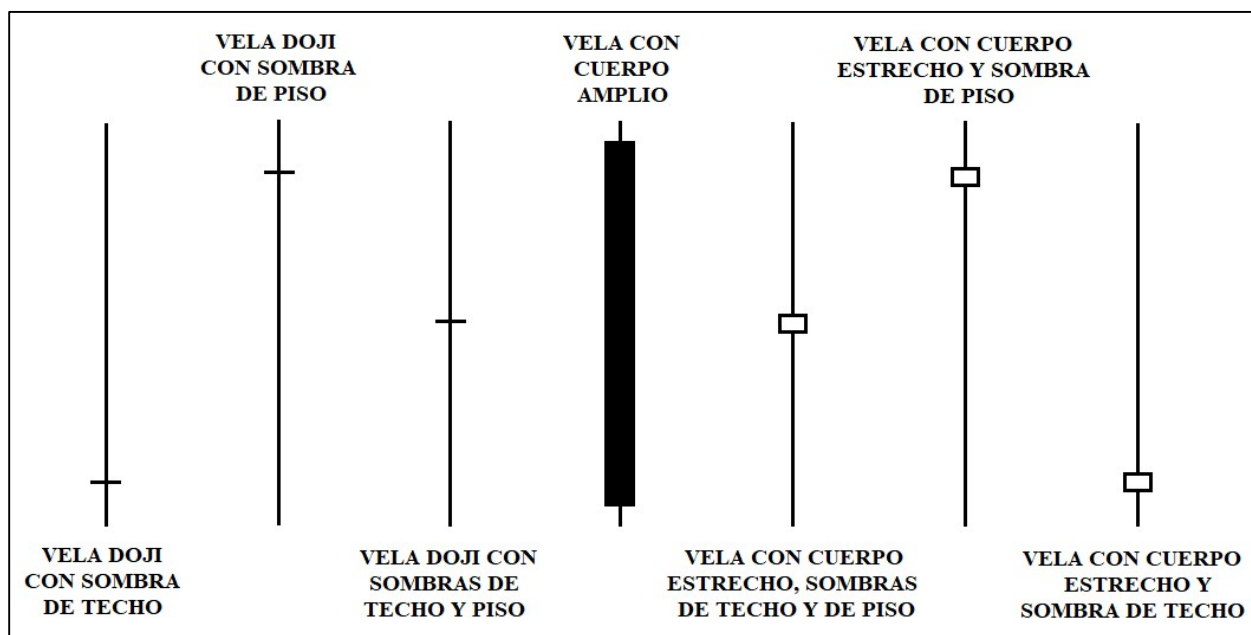 VELA DOJI
CON SOMBRA
DE PISO
VELA CON
CUERPO
AMPLIO
VELA CON CUERPO
ESTRECHO Y SOMBRA
DE PISO
VELA DOJI
CON SOMBRA
DE TECHO
VELA DOJI CON
SOMBRAS DE
TECHO Y PISO
VELA CON CUERPO
ESTRECHO, SOMBRAS
DE TECHO Y DE PISO
VELA CON CUERPO
ESTRECHO Y
SOMBRA DE TECHO